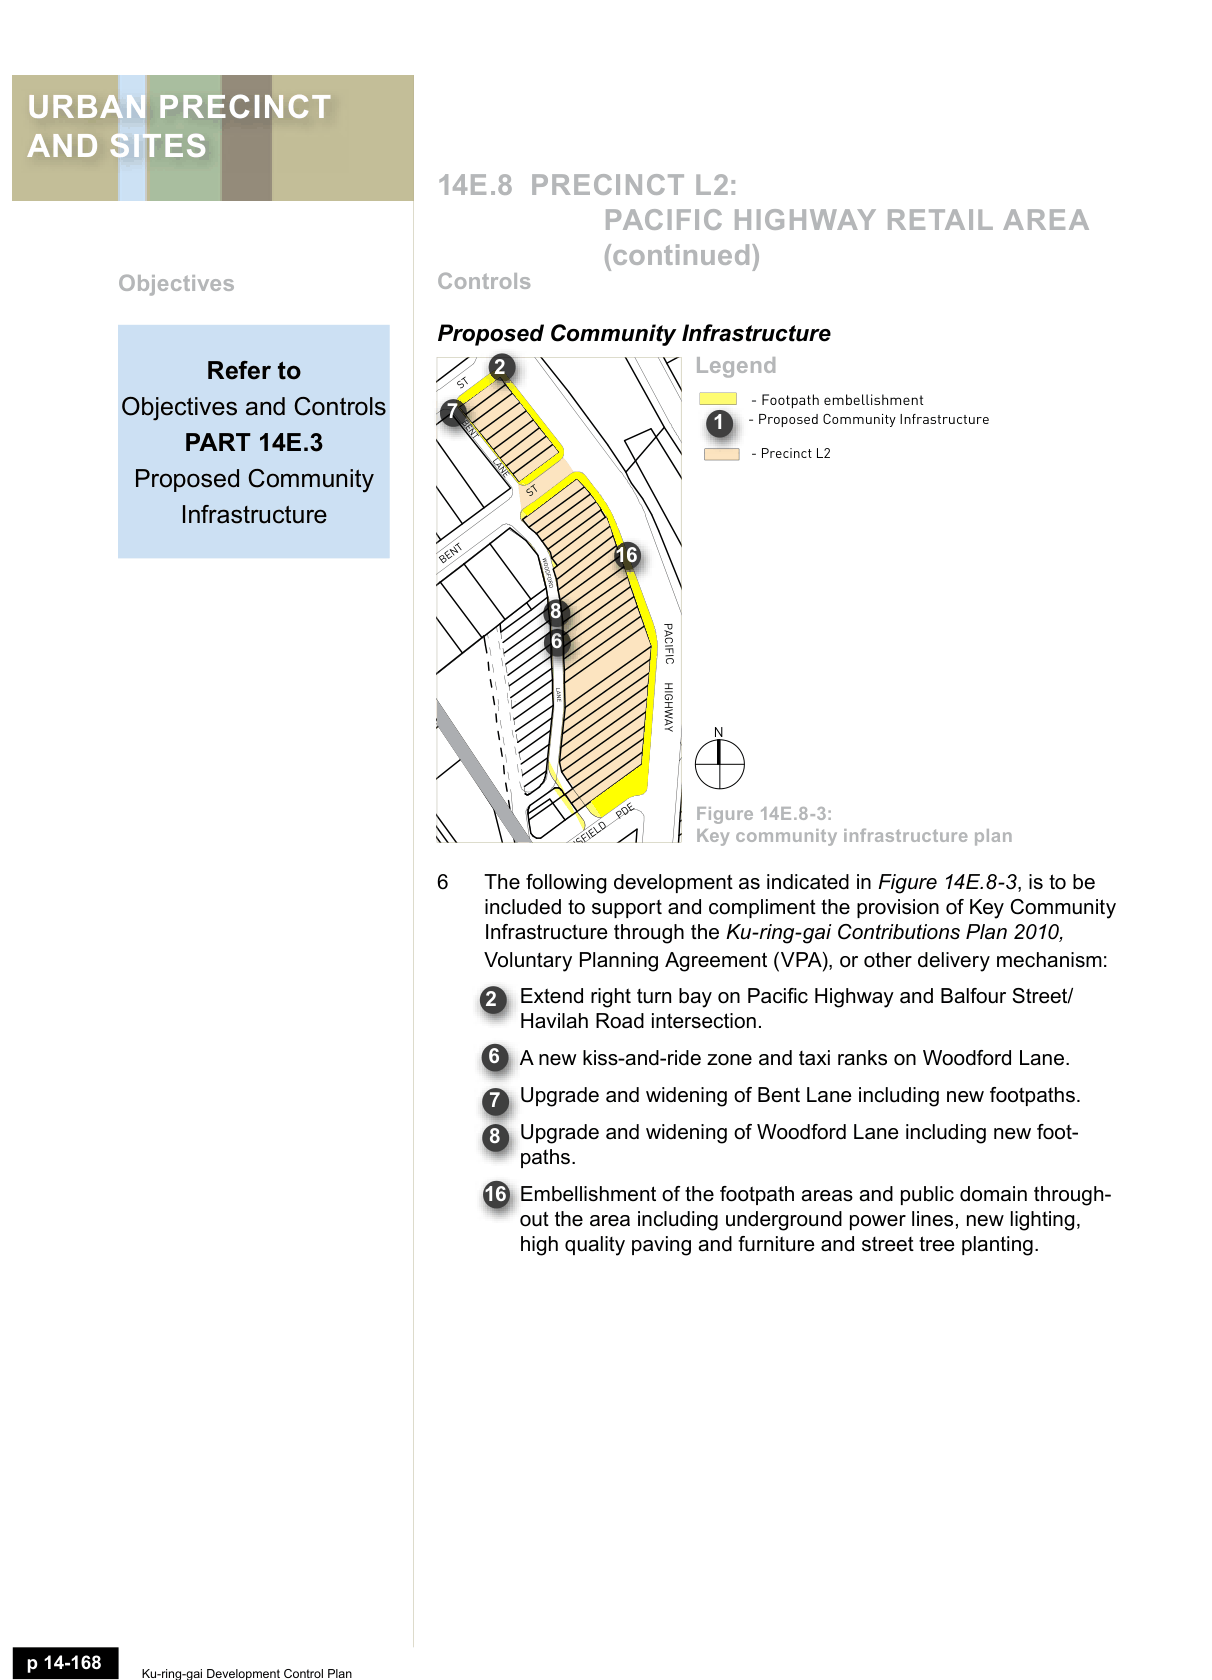 URBAN PRECINCT
AND SITES
14E.8 PRECINCT L2:
PACIFIC HIGHWAY RETAIL AREA
(continued)
Objectives
Controls
Refer to
Objectives and Controls
PART 14E.3
Proposed Community
Infrastructure
Proposed Community Infrastructure
2
ST
7
BENT
LANE
ST
BENT
WOODFORD
16
8
6
LANE
PACIFIC
HIGHWAY
SFIELD PDE
Legend
- Footpath embellishment
1 - Proposed Community Infrastructure
- Precinct L2
N
Figure 14E.8-3:
Key community infrastructure plan
6 The following development as indicated in Figure 14E.8-3, is to be
included to support and compliment the provision of Key Community
Infrastructure through the Ku-ring-gai Contributions Plan 2010,
Voluntary Planning Agreement (VPA), or other delivery mechanism:
2 Extend right turn bay on Pacific Highway and Balfour Street/
Havilah Road intersection.
6 A new kiss-and-ride zone and taxi ranks on Woodford Lane.
7 Upgrade and widening of Bent Lane including new footpaths.
8 Upgrade and widening of Woodford Lane including new foot-
paths.
16 Embellishment of the footpath areas and public domain through-
out the area including underground power lines, new lighting,
high quality paving and furniture and street tree planting.
p 14-168
Ku-ring-gai Development Control Plan